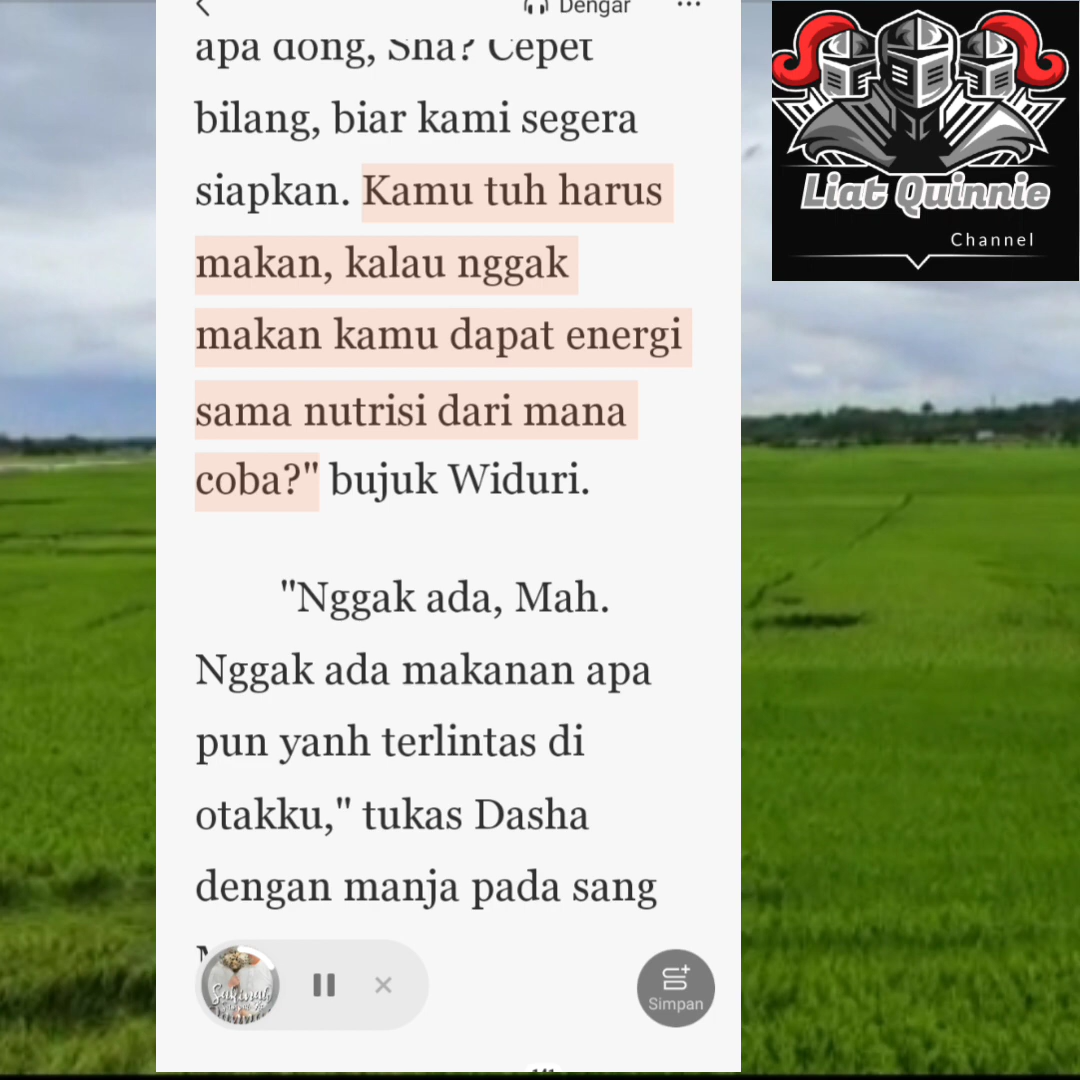 Dengar
apa dong, Sha? Cepet
bilang, biar kami segera
siapkan. Kamu tuh harus
makan, kalau nggak
makan kamu dapat energi
sama nutrisi dari mana
coba?" bujuk Widuri.
"Nggak ada, Mah.
Nggak ada makanan apa
pun yanh terlintas di
otakku," tukas Dasha
dengan manja pada sang
Sakinah
Simpan
Liat Quinnie
Channel